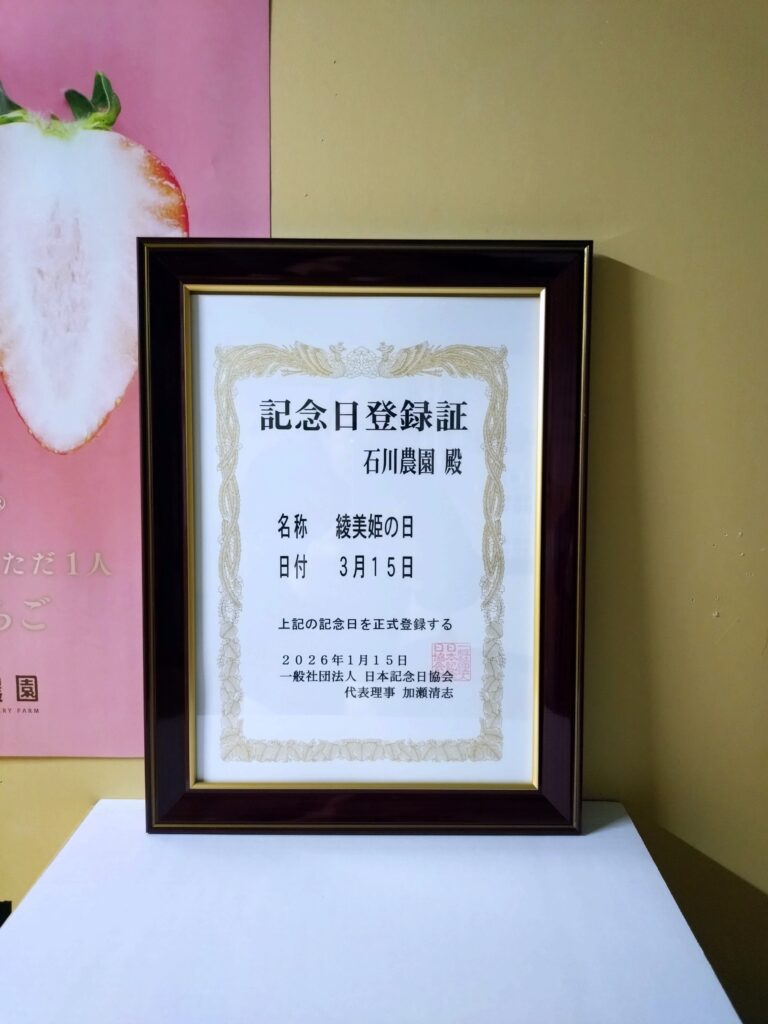 記念日登録証
石川農園 殿
名称 綾美姫の日
日付 3月15日
上記の記念日を正式登録する
2026年1月15日
一般社団法人 日本記念日協会
代表理事 加瀬清志
ただ1人
ご
園
RY FARM